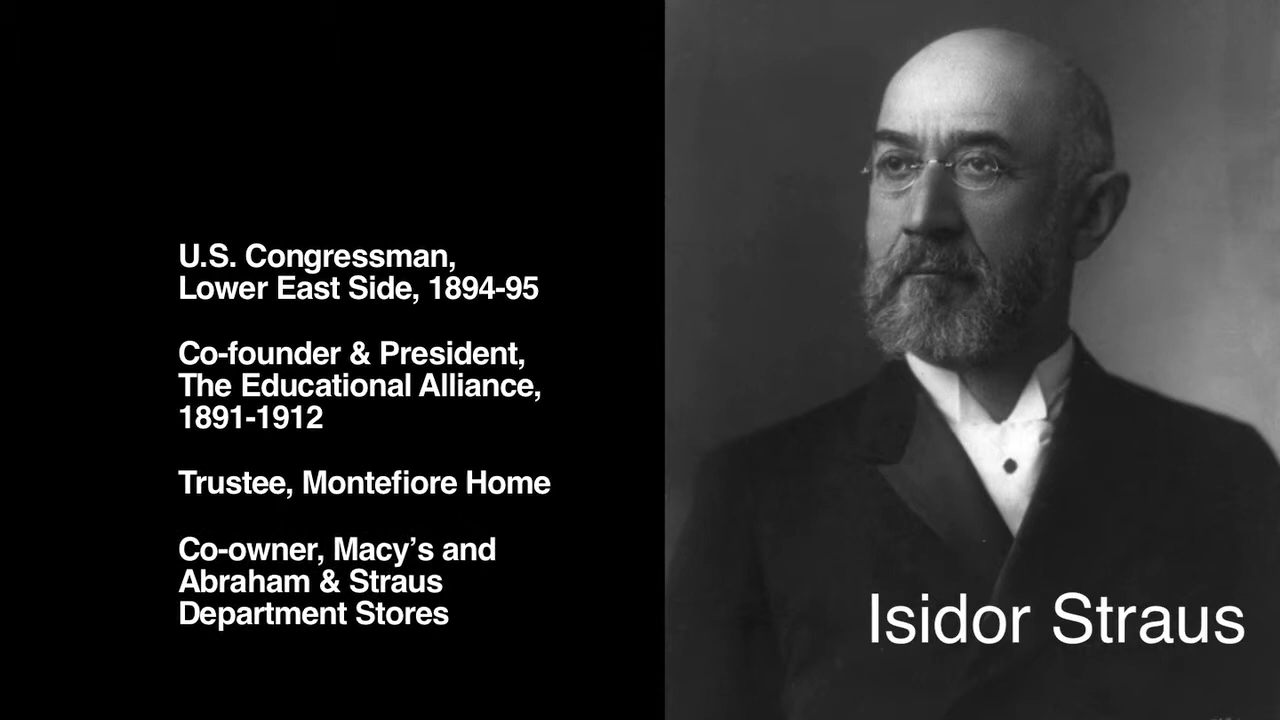 U.S. Congressman,
Lower East Side, 1894-95
Co-founder & President,
The Educational Alliance,
1891-1912
Trustee, Montefiore Home
Co-owner, Macy’s and
Abraham & Straus
Department Stores
Isidor Straus